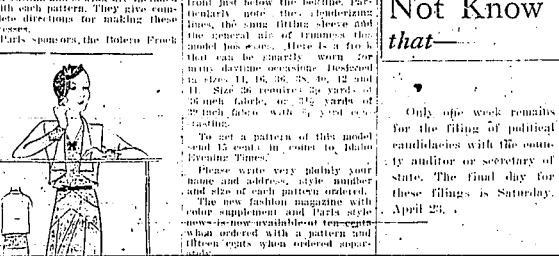 ith each pattern. They give com-
lete directions for making these
resses.
Paris sponsors the Bolero Frock
front just below the beltline. Par-
ticularly note the slenderizing
lines, the snug fitting sleeve and
the general air of trimness this
model possesses. Here is a frock
that can be smartly worn for
many daytime occasions. Designed
in sizes 14, 16, 36, 38, 40, 42 and
44. Size 36 requires yards of
36 inch fabric, or 3½ yards of
39 inch fabric with yard con-
trasting.
To get a pattern of this model
send 15 cents in coins to Idaho
Evening Times.
Please write very plainly your
name and address, style number
and size of each pattern ordered.
The new fashion magazine with
color supplement and Paris style
news is now available at ten cents
when ordered with a pattern and
fifteen cents when ordered separ-
ately.
Not Know
that—
Only one week remains
for the filing of political
candidacies with the coun-
ty auditor or secretary of
state. The final day for
these filings is Saturday,
April 23.